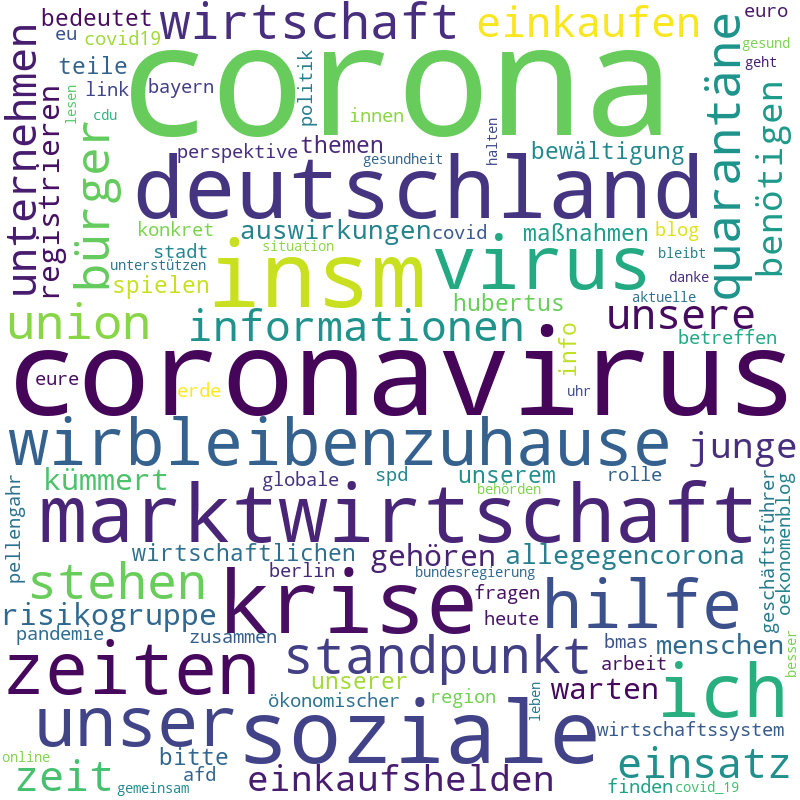 bedeutet wirtschaft einkaufen euro
eu covid19 corona gesund
teile politik geht
link bayern innen
lesen cdu
unternehmen registrieren bürger quarantäne benötigen
perspektive themen gesundheit halten bewältigung
deutschland
konkret auswirkungen covid maßnahmen blog
stadt situation bleibt
unterstützen insm virus danke
spielen hubertus aktuelle
union informationen info unsere
betreffen
coronavirus
eure erde uhr
wirbleibenzuhause junge
kümmert globale spd unserem rolle
behörden
pellengahr marktwirtschaft geschäftsführer oekonomenblog
wirtschaftlichen gehören allegegencorona
stehen berlin bundesregierung
krise fragen hilfe
risikogruppe heute
pandemie zusammen bmas menschen besser
zeiten standpunkt arbeit
unserer warten ich
ökonomischer region leben
unser soziale wirtschaftssystem
online bitte einsatz
zeit afd einkaufshelden finden covid_19
gemeinsam